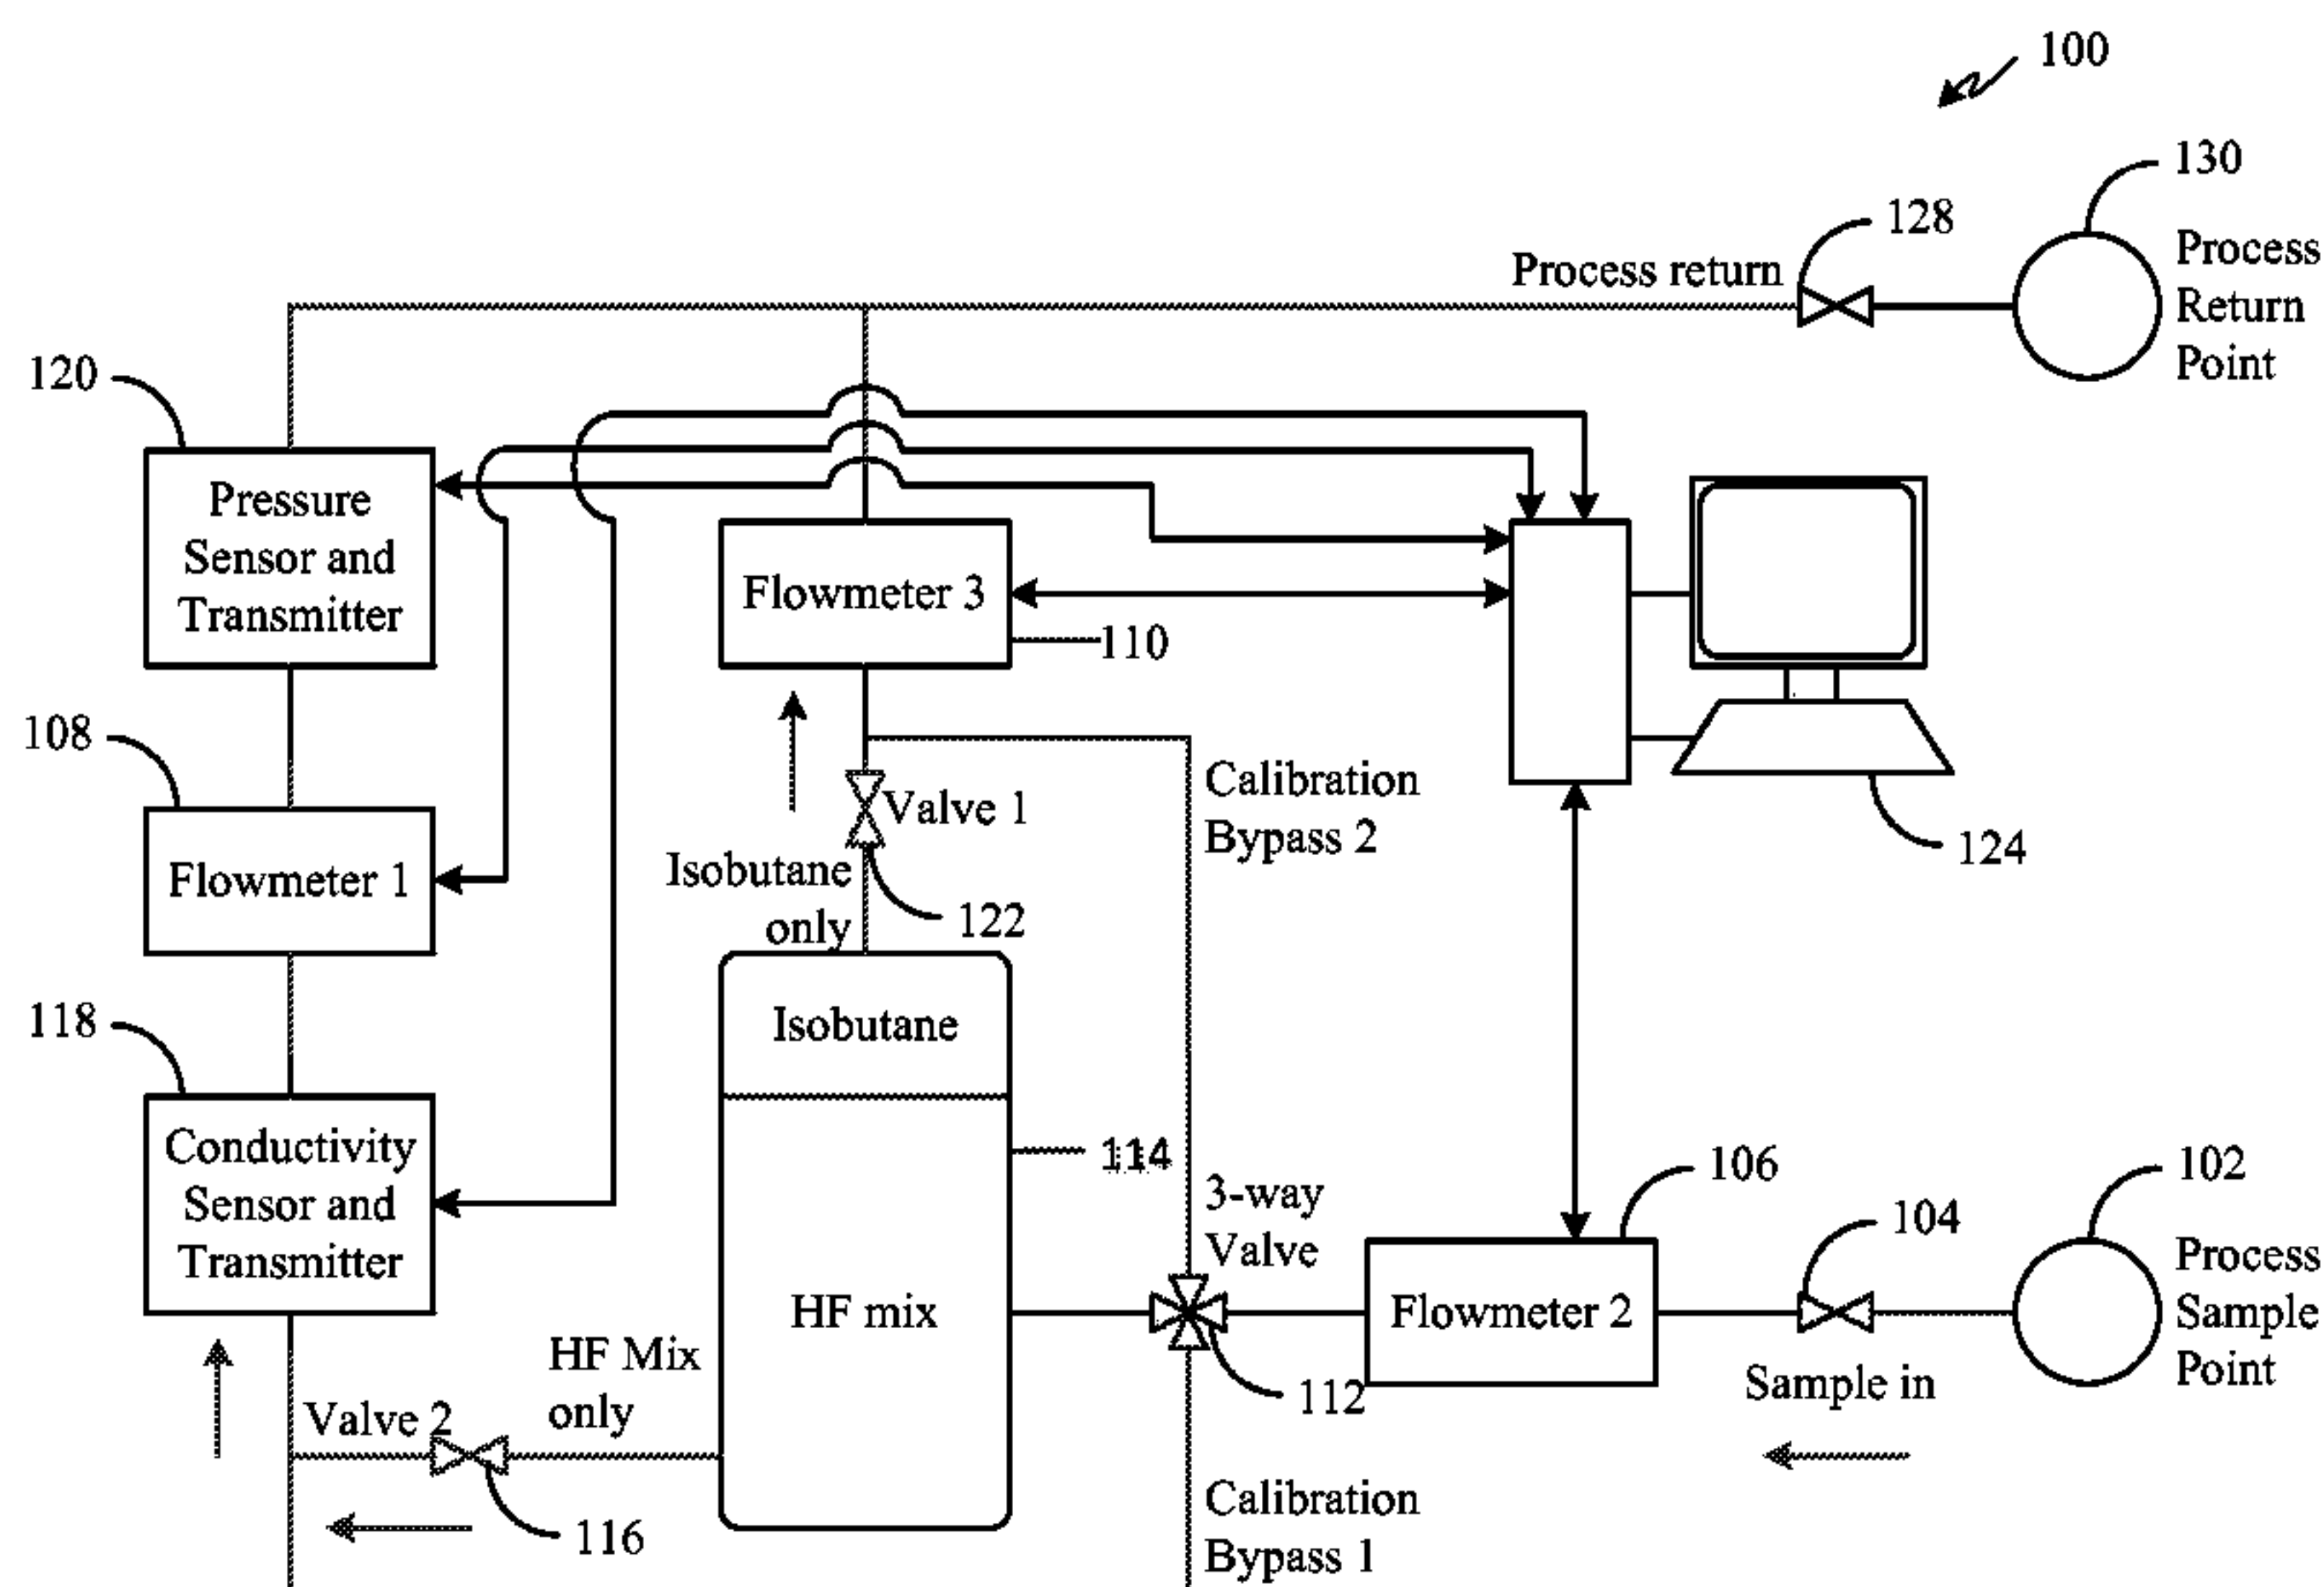 100
130
128
Process return
Process
Return
Point
120
Pressure
Sensor and
Transmitter
Flowmeter 3
110
108
Flowmeter 1
Valve 1
Calibration
Bypass 2
124
Isobutane
only
122
118
Isobutane
Conductivity
Sensor and
Transmitter
114
HF mix
3-way
Valve
106
102
104
Flowmeter 2
Process
Sample
Point
112
Sample in
HF Mix
only
Valve 2
116
Calibration
Bypass 1